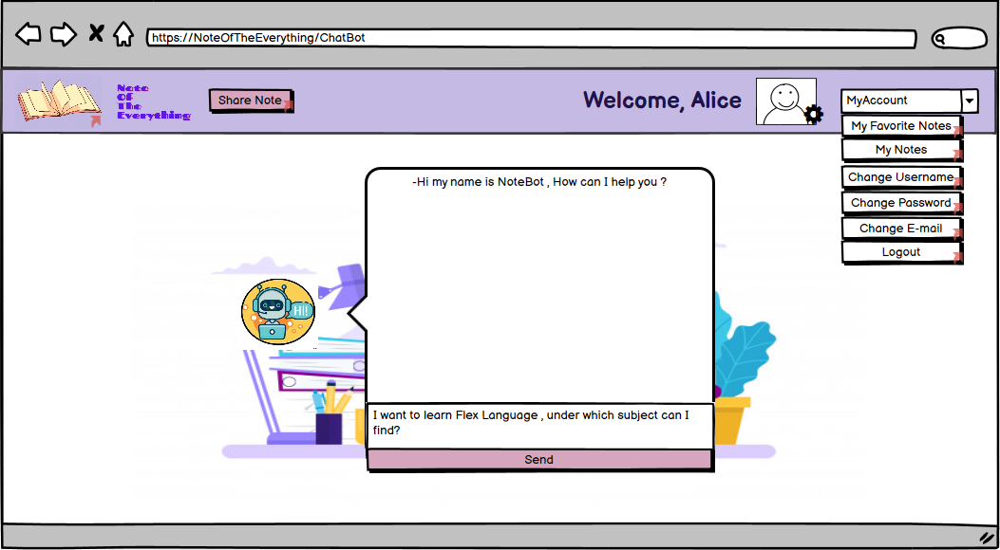 https://NoteOfTheEverything/ChatBot
Note
Of
The
Everything
Share Note
Welcome, Alice
MyAccount
My Favorite Notes
My Notes
Change Username
Change Password
Change E-mail
Logout
-Hi my name is NoteBot , How can I help you ?
HI!
I want to learn Flex Language , under which subject can I
find?
Send